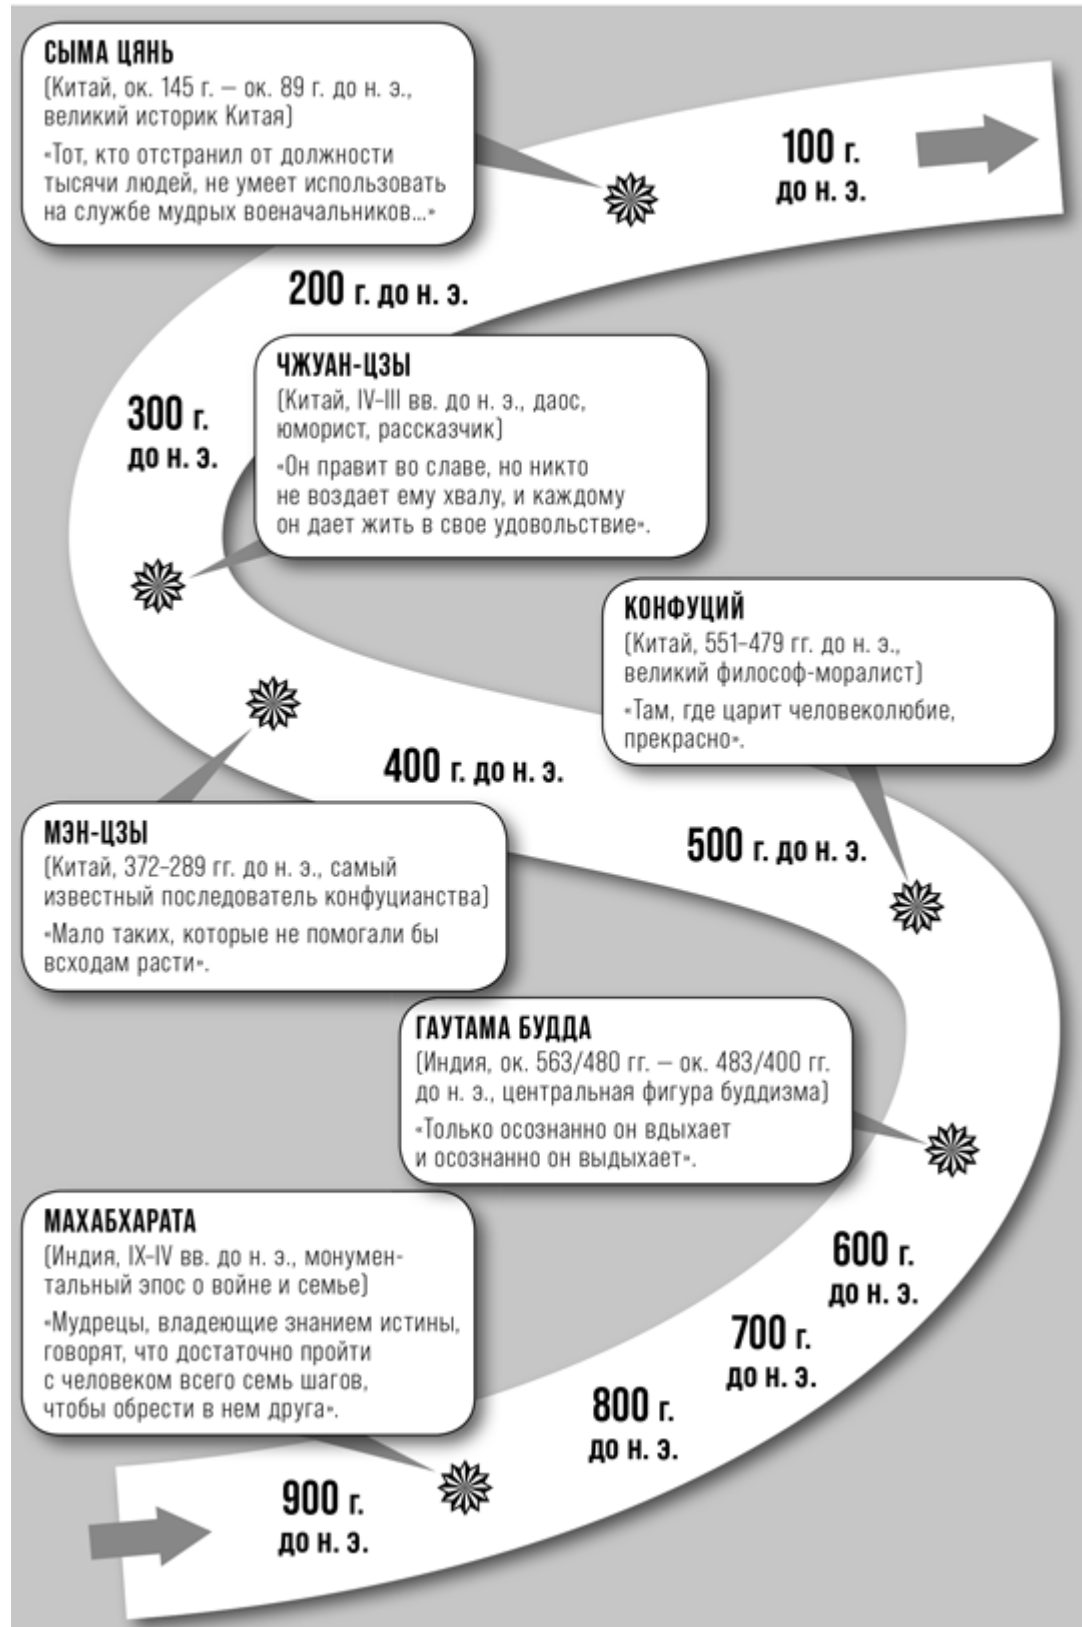 СЫМА ЦЯНЬ
(Китай, ок. 145 г. — ок. 89 г. до н. э.,
великий историк Китая)
«Тот, кто отстранил от должности
тысячи людей, не умеет использовать
на службе мудрых военачальников...»
100 г.
до н. э.
200 г. до н. э.
ЧЖУАН-ЦЗЫ
(Китай, IV–III вв. до н. э., даос,
юморист, рассказчик)
«Он правит во славе, но никто
не воздает ему хвалу, и каждому
он дает жить в свое удовольствие».
300 г.
до н. э.
КОНФУЦИЙ
(Китай, 551–479 гг. до н. э.,
великий философ-моралист)
«Там, где царит человеколюбие,
прекрасно».
400 г. до н. э.
МЭН-ЦЗЫ
(Китай, 372–289 гг. до н. э., самый
известный последователь конфуцианства)
«Мало таких, которые не помогали бы
всходам расти».
500 г. до н. э.
ГАУТАМА БУДДА
(Индия, ок. 563/480 гг. — ок. 483/400 гг.
до н. э., центральная фигура буддизма)
«Только осознанно он вдыхает
и осознанно он выдыхает».
МАХАБХАРАТА
(Индия, IX–IV вв. до н. э., монумен-
тальный эпос о войне и семье)
«Мудрецы, владеющие знанием истины,
говорят, что достаточно пройти
с человеком всего семь шагов,
чтобы обрести в нем друга».
600 г.
до н. э.
700 г.
до н. э.
800 г.
до н. э.
900 г.
до н. э.